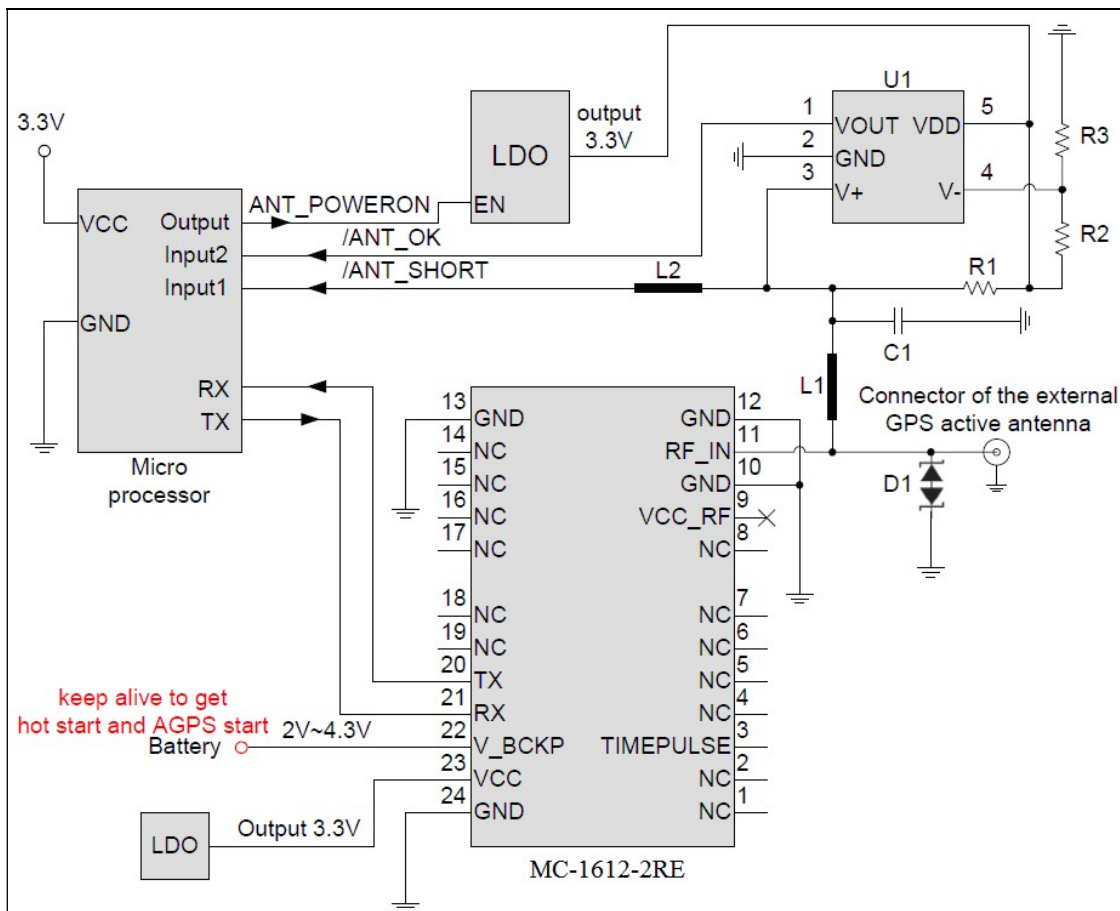 U1
3.3V
LDO
output
3.3V
EN
1
VOUT
VDD
5
2
GND
3
V+
V-
4
R3
R2
VCC
Output
ANT_POWERON
Input2
/ANT_OK
Input1
/ANT_SHORT
L2
R1
GND
C1
L1
RX
TX
Micro
processor
Connector of the external
GPS active antenna
D1
13
GND
GND
12
14
NC
RF_IN
11
15
NC
GND
10
16
NC
VCC_RF
9
17
NC
NC
8
18
NC
NC
7
19
NC
NC
6
20
TX
NC
5
21
RX
NC
4
22
V_BCKP
TIMEPULSE
3
23
VCC
NC
2
24
GND
NC
1
keep alive to get
hot start and AGPS start
Battery
2V~4.3V
LDO
Output 3.3V
MC-1612-2RE